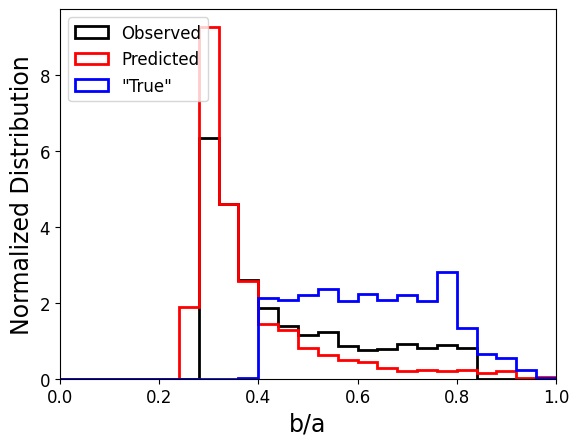 Observed
Predicted
"True"
Normalized Distribution
8
6
4
2
0
0.0 0.2 0.4 0.6 0.8 1.0
b/a